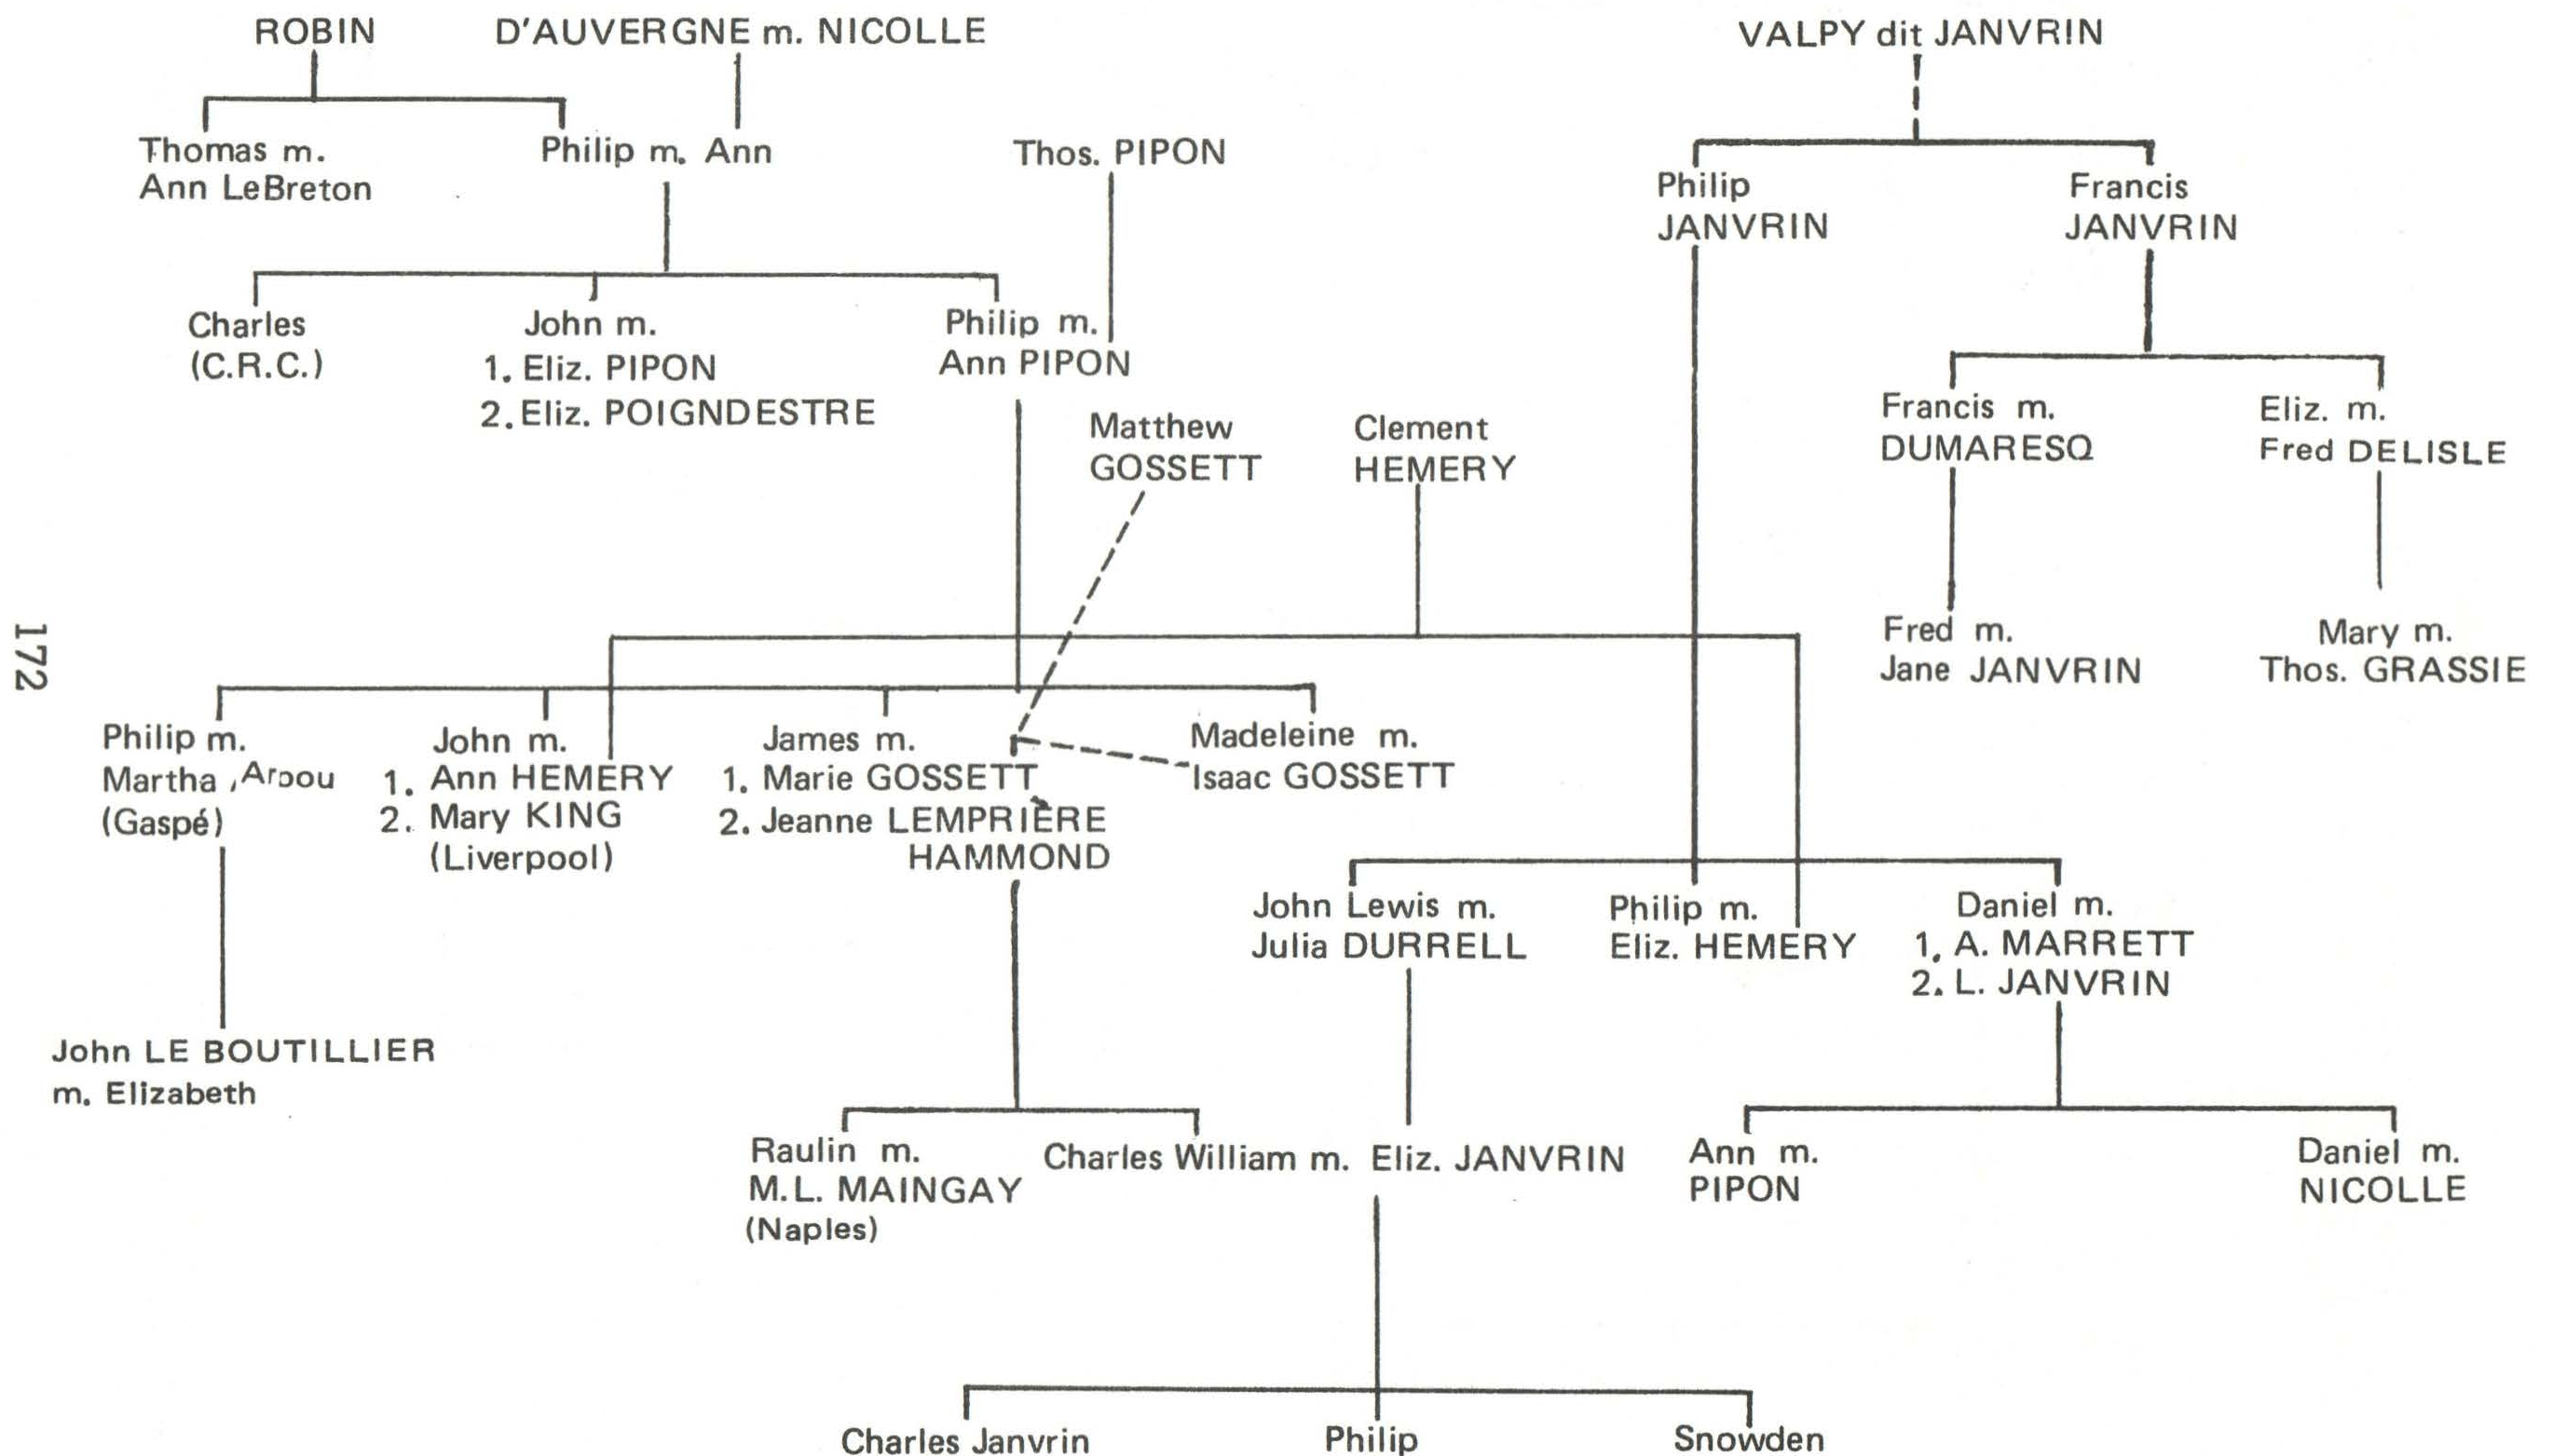 ROBIN
D'AUVERGNE m. NICOLLE
VALPY dit JANVRIN
Thomas m.
Ann LeBreton
Philip m. Ann
Thos. PIPON
Philip
JANVRIN
Francis
JANVRIN
Charles
(C.R.C.)
John m.
1. Eliz. PIPON
2. Eliz. POIGNDESTRE
Philip m.
Ann PIPON
Matthew
GOSSETT
Clement
HEMERY
Francis m.
DUMARESQ
Eliz. m.
Fred DELISLE
172
Fred m.
Jane JANVRIN
Mary m.
Thos. GRASSIE
Philip m.
Martha
(Gaspé)
John m.
1. Ann HEMERY
2. Mary KING
(Liverpool)
James m.
1. Marie GOSSETT
2. Jeanne LEMPRIÈRE
HAMMOND
Madeleine m.
Isaac GOSSETT
John Lewis m.
Julia DURRELL
Philip m.
Eliz. HEMERY
Daniel m.
1. A. MARRETT
2. L. JANVRIN
John LE BOUTILLIER
m. Elizabeth
Raulin m.
M.L. MAINGAY
(Naples)
Charles William m. Eliz. JANVRIN
Ann m.
PIPON
Daniel m.
NICOLLE
Charles Janvrin
Philip
Snowden